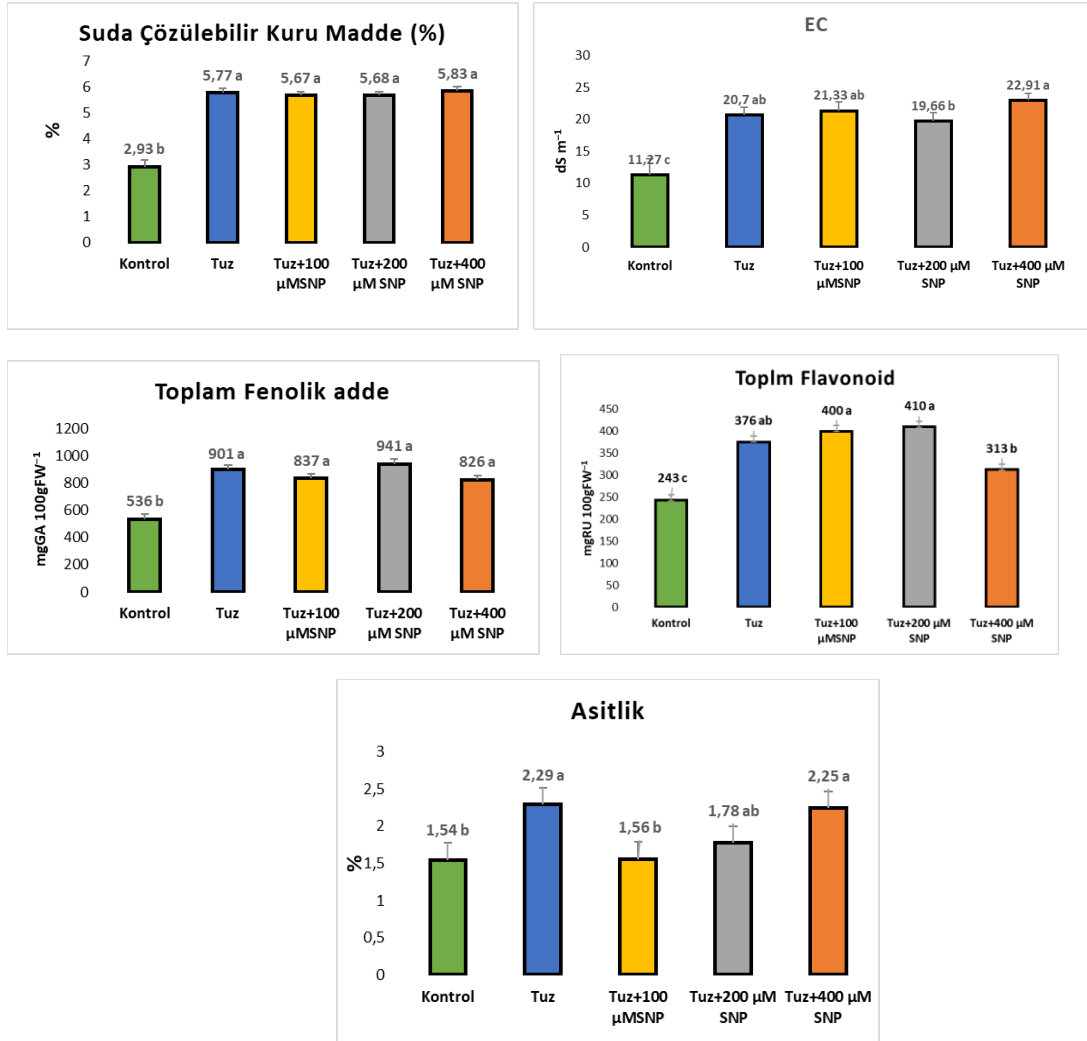 Suda Çözülebilir Kuru Madde (%)
%
7
6
5
4
3
2
1
0
2,93 b
5,77 a
5,67 a
5,68 a
5,83 a
Kontrol
Tuz
Tuz+100
µMSNP
Tuz+200
µM SNP
Tuz+400
µM SNP
EC
dS m⁻¹
30
25
20
15
10
5
0
11,27 c
20,7 ab
21,33 ab
19,66 b
22,91 a
Kontrol
Tuz
Tuz+100
µMSNP
Tuz+200 µM
SNP
Tuz+400 µM
SNP
Toplam Fenolik adde
mgGA 100gFW⁻¹
1200
1000
800
600
400
200
0
536 b
901 a
837 a
941 a
826 a
Kontrol
Tuz
Tuz+100
µMSNP
Tuz+200
µM SNP
Tuz+400
µM SNP
Toplm Flavonoid
mgRU 100gFW⁻¹
450
400
350
300
250
200
150
100
50
0
243 c
376 ab
400 a
410 a
313 b
Kontrol
Tuz
Tuz+100
µMSNP
Tuz+200 µM
SNP
Tuz+400 µM
SNP
Asitlik
%
3
2,5
2
1,5
1
0,5
0
1,54 b
2,29 a
1,56 b
1,78 ab
2,25 a
Kontrol
Tuz
Tuz+100
µMSNP
Tuz+200 µM
SNP
Tuz+400 µM
SNP